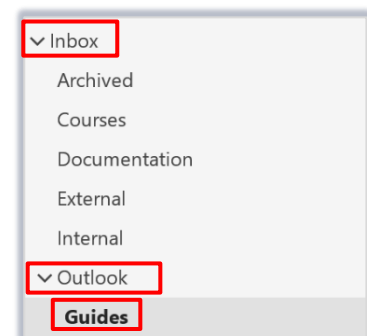 Inbox
Archived
Courses
Documentation
External
Internal
Outlook
Guides